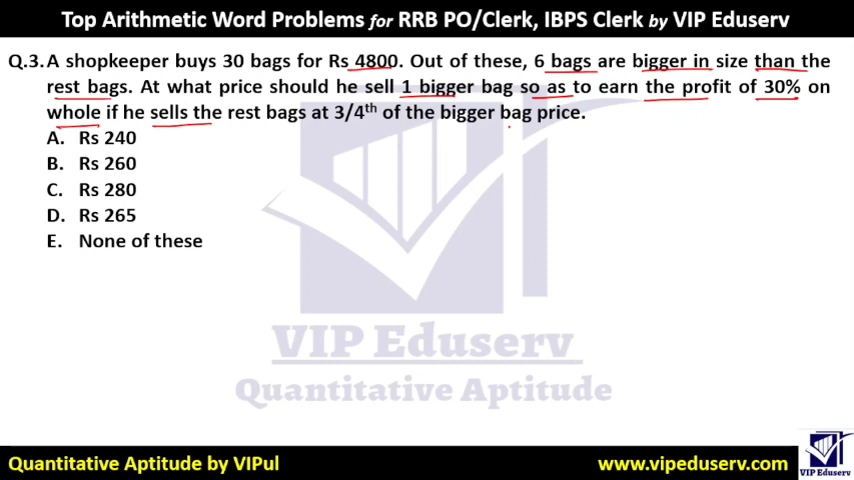 Top Arithmetic Word Problems for RRB PO/Clerk, IBPS Clerk by VIP Eduserv
Q.3. A shopkeeper buys 30 bags for Rs 4800. Out of these, 6 bags are bigger in size than the
rest bags. At what price should he sell 1 bigger bag so as to earn the profit of 30% on
whole if he sells the rest bags at 3/4th of the bigger bag price.
A. Rs 240
B. Rs 260
C. Rs 280
D. Rs 265
E. None of these
VIP Eduserv
Quantitative Aptitude
Quantitative Aptitude by VIPul
www.vipeduserv.com
VIP Eduserv